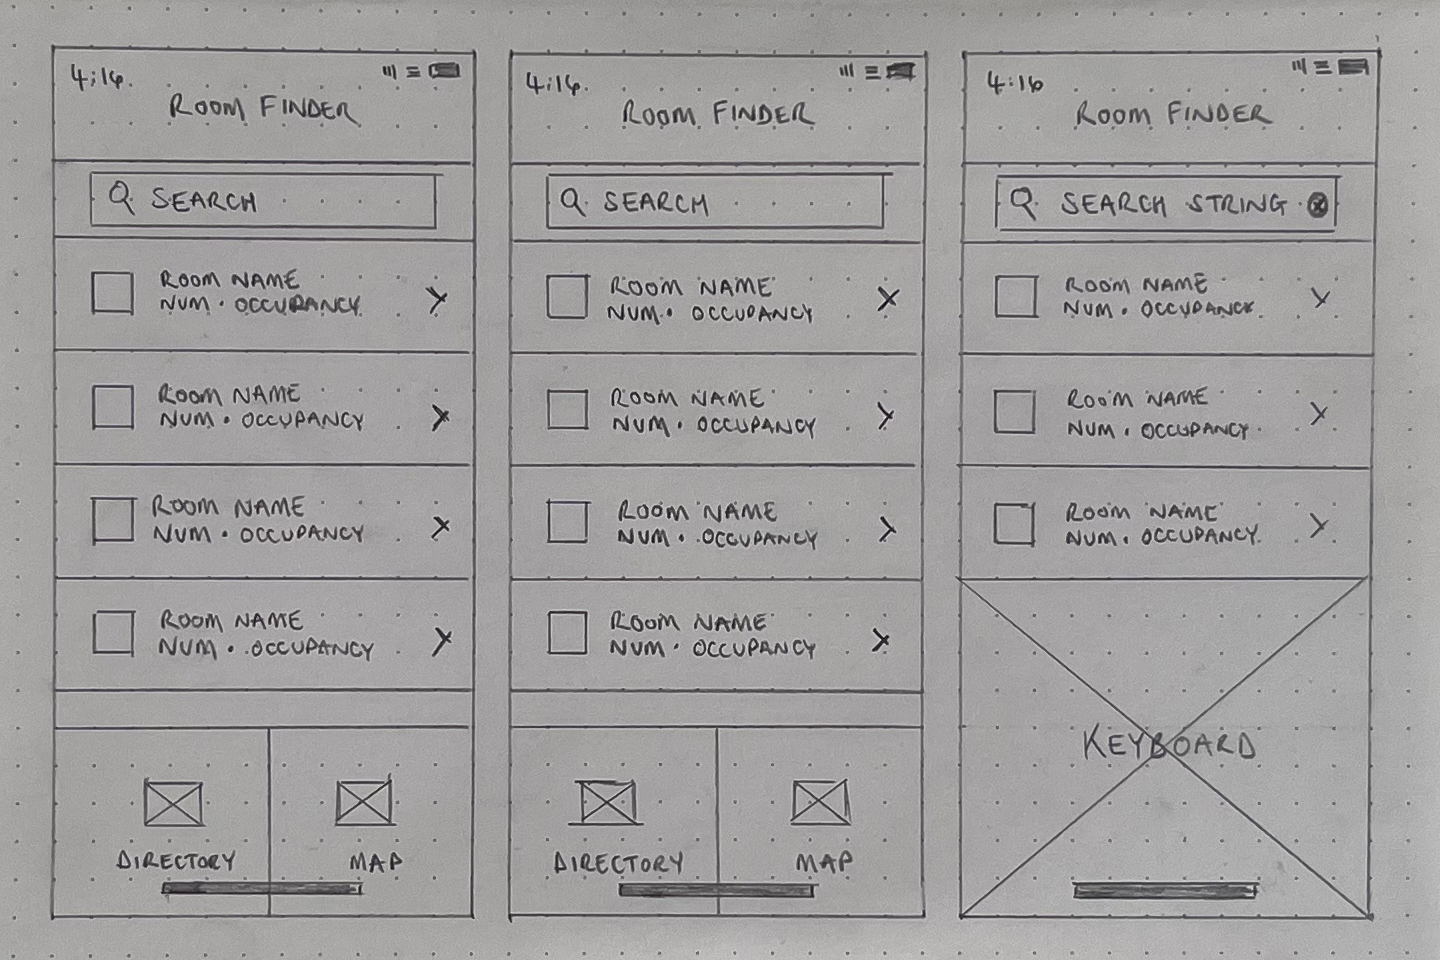 4:16
ROOM FINDER
SEARCH
ROOM NAME
NUM · OCCUPANCY
ROOM NAME
NUM · OCCUPANCY
ROOM NAME
NUM · OCCUPANCY
ROOM NAME
NUM · OCCUPANCY
DIRECTORY
MAP
4:16
ROOM FINDER
SEARCH
ROOM NAME
NUM · OCCUPANCY
ROOM NAME
NUM · OCCUPANCY
ROOM NAME
NUM · OCCUPANCY
ROOM NAME
NUM · OCCUPANCY
DIRECTORY
MAP
4:16
ROOM FINDER
SEARCH STRING
ROOM NAME
NUM · OCCUPANCY
ROOM NAME
NUM · OCCUPANCY
ROOM NAME
NUM · OCCUPANCY
KEYBOARD